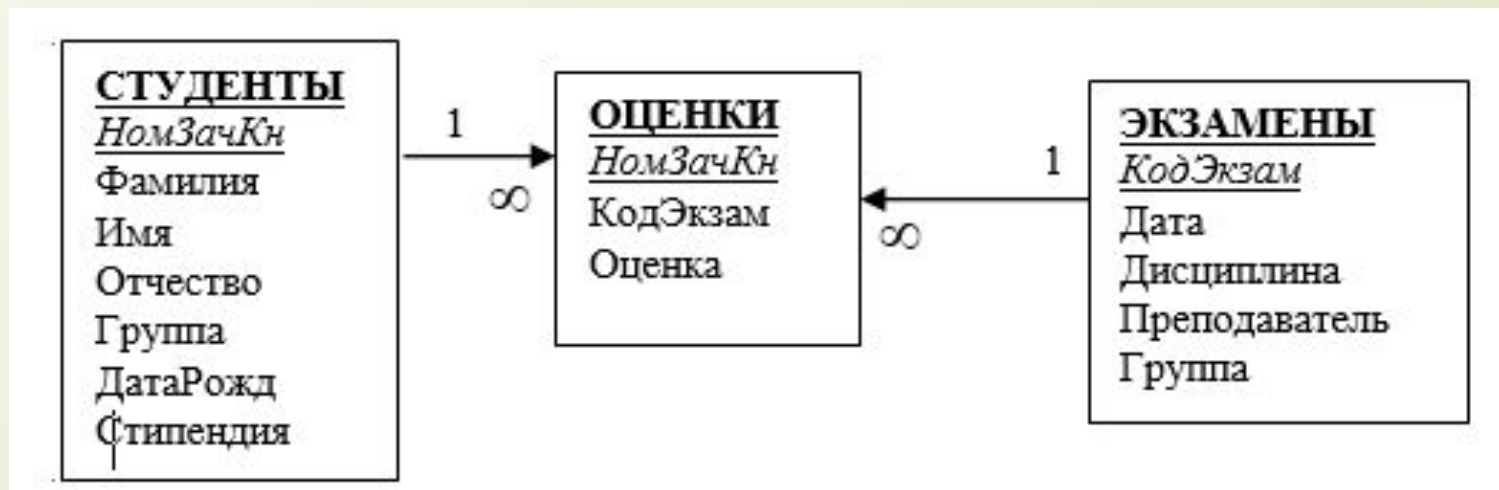 СТУДЕНТЫ
НомЗачКн
Фамилия
Имя
Отчество
Группа
ДатаРожд
Стипендия
1
∞
ОЦЕНКИ
НомЗачКн
КодЭкзам
Оценка
1
∞
ЭКЗАМЕНЫ
КодЭкзам
Дата
Дисциплина
Преподаватель
Группа